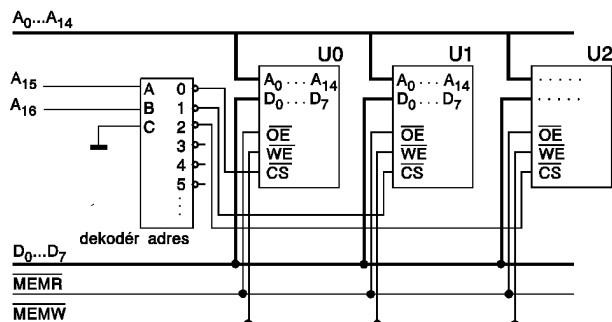 A0...A14
U0
U1
U2
A15
A16
A
B
C
0
1
2
3
4
5
A0 ... A14
D0 ... D7
OE
WE
CS
A0 ... A14
D0 ... D7
OE
WE
CS
OE
WE
CS
dekodér adres
D0...D7
MEMR
MEMW